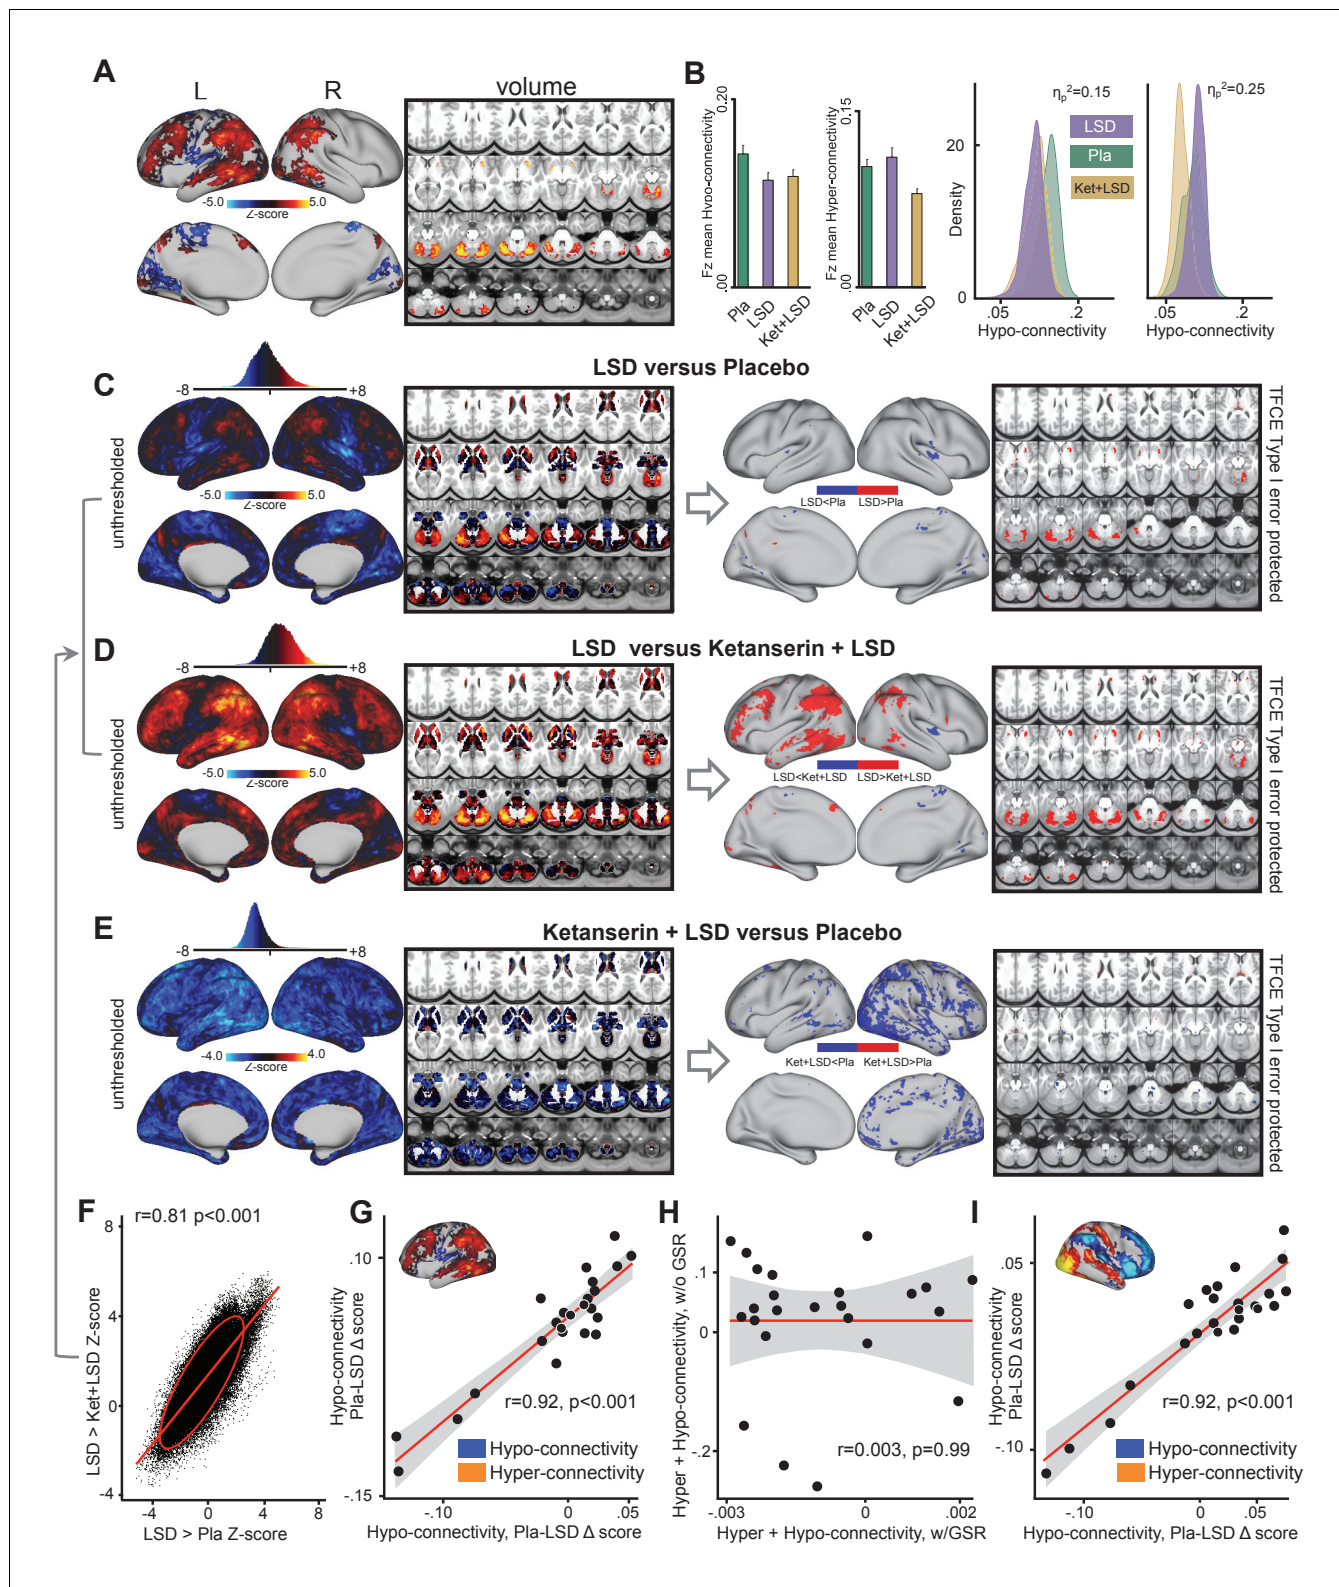 A
L
R
volume
-5.0
5.0
Z-score
B
Fz mean Hypo-connectivity
0.20
.00
Pla
LSD
Ket+LSD
Fz mean Hyper-connectivity
0.15
.00
Pla
LSD
Ket+LSD
ηp²=0.15
ηp²=0.25
LSD
Pla
Ket+LSD
Density
20
0
.05
.2
Hypo-connectivity
.05
.2
Hypo-connectivity
LSD versus Placebo
C
-8
+8
unthresholded
-5.0
5.0
Z-score
LSD<Pla
LSD>Pla
TFCE Type I error protected
LSD versus Ketanserin + LSD
D
-8
+8
unthresholded
-5.0
5.0
Z-score
LSD<Ket+LSD
LSD>Ket+LSD
TFCE Type I error protected
Ketanserin + LSD versus Placebo
E
-8
+8
unthresholded
-4.0
4.0
Z-score
Ket+LSD<Pla
Ket+LSD>Pla
TFCE Type I error protected
F
r=0.81 p<0.001
LSD > Ket+LSD Z-score
8
4
0
-4
-4
0
4
8
LSD > Pla Z-score
G
Hypo-connectivity
Pla-LSD Δ score
.10
-.15
r=0.92, p<0.001
Hypo-connectivity
Hyper-connectivity
-.10
0
.05
Hypo-connectivity, Pla-LSD Δ score
H
Hyper + Hypo-connectivity, w/o GSR
0.1
0
-.2
r=0.003, p=0.99
-.003
0
.002
Hyper + Hypo-connectivity, w/GSR
I
Hypo-connectivity
Pla-LSD Δ score
.05
-.10
r=0.92, p<0.001
Hypo-connectivity
Hyper-connectivity
-.10
0
.05
Hypo-connectivity, Pla-LSD Δ score